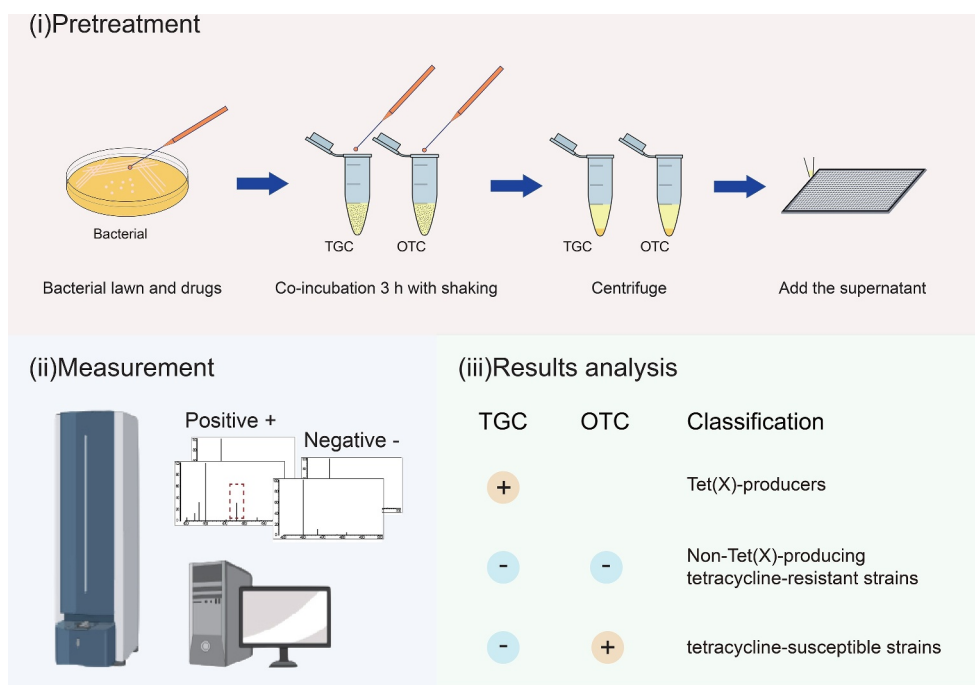 (i)Pretreatment
Bacterial
TGC
OTC
TGC
OTC
Bacterial lawn and drugs
Co-incubation 3 h with shaking
Centrifuge
Add the supernatant
(ii)Measurement
Positive +
Negative -
(iii)Results analysis
TGC OTC Classification
+ Tet(X)-producers
- - Non-Tet(X)-producing
tetracycline-resistant strains
- + tetracycline-susceptible strains